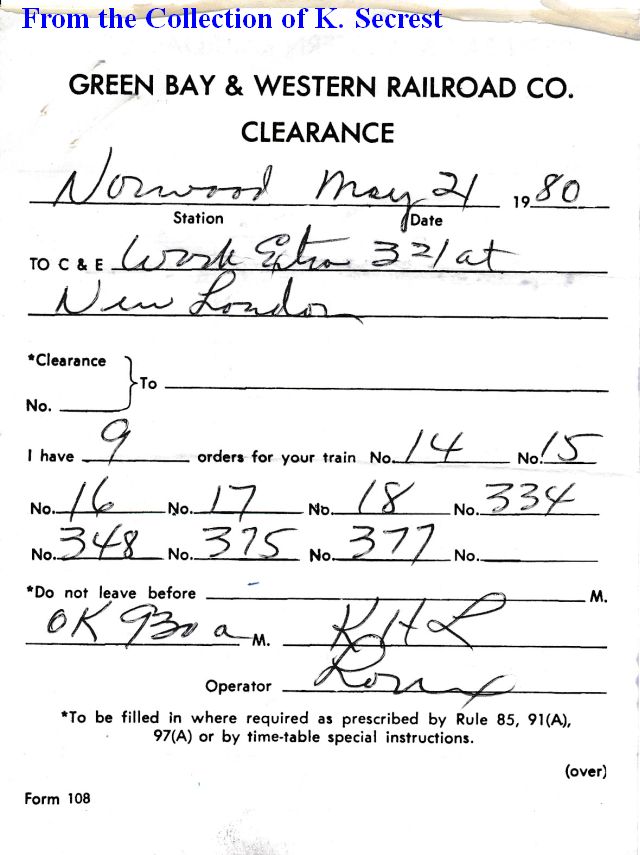 From the Collection of K. Secrest
GREEN BAY & WESTERN RAILROAD CO.
CLEARANCE
Norwood May 21 1980
Station Date
TO C & E Work Extra 321 at
New London
*Clearance
To
No.
I have 9 orders for your train No. 14 No. 15
No. 16 No. 17 No. 18 No. 334
No. 348 No. 375 No. 377 No.
*Do not leave before M.
OK 930 a M. KHL
Operator
*To be filled in where required as prescribed by Rule 85, 91(A),
97(A) or by time-table special instructions.
(over)
Form 108